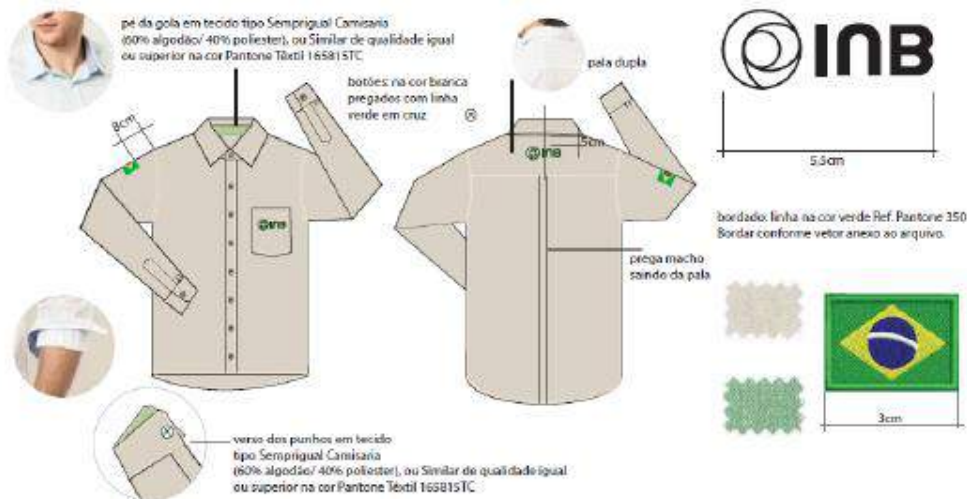 pé da gola em tecido tipo Semprigual Camisaria
(60% algodão/ 40% poliester), ou Similar de qualidade igual
ou superior na cor Pantone Têxtil 165815TC
botões: na cor branca
pregados com linha
verde em cruz
pala dupla
8cm
5cm
INB
INB
INB
5,5cm
bordado: linha na cor verde Ref. Pantone 350
Bordar conforme vetor anexo ao arquivo.
prega macho
saindo da pala
3cm
verso dos punhos em tecido
tipo Semprigual Camisaria
(60% algodão/ 40% poliester), ou Similar de qualidade igual
ou superior na cor Pantone Têxtil 165815TC